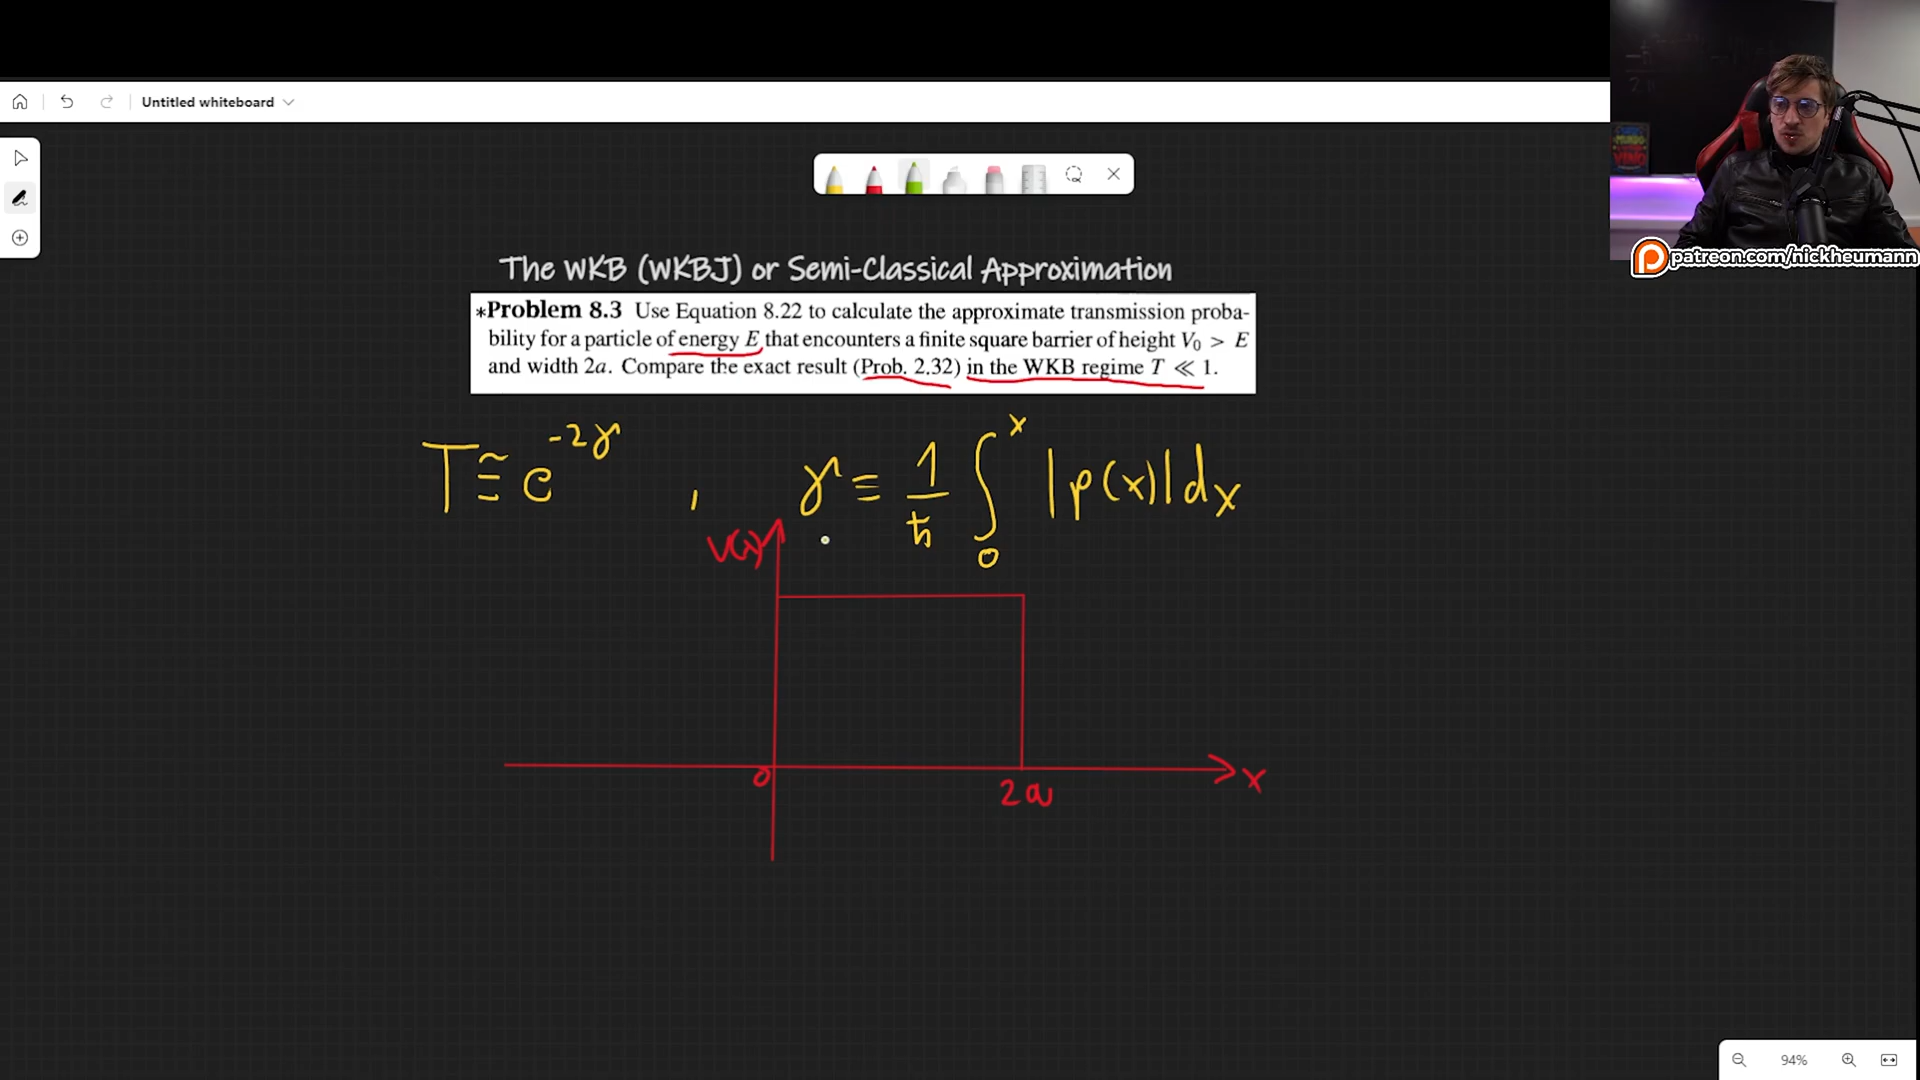 Untitled whiteboard
patreon.com/nickheumann
The WKB (WKBJ) or Semi-Classical Approximation
*Problem 8.3 Use Equation 8.22 to calculate the approximate transmission proba-
bility for a particle of energy E that encounters a finite square barrier of height V₀ > E
and width 2a. Compare the exact result (Prob. 2.32) in the WKB regime T ≪ 1.
T ≅ e^{-2γ} , γ ≡ 1/ħ ∫₀ˣ |p(x)|dx
V(x)
0
2a
x
94%